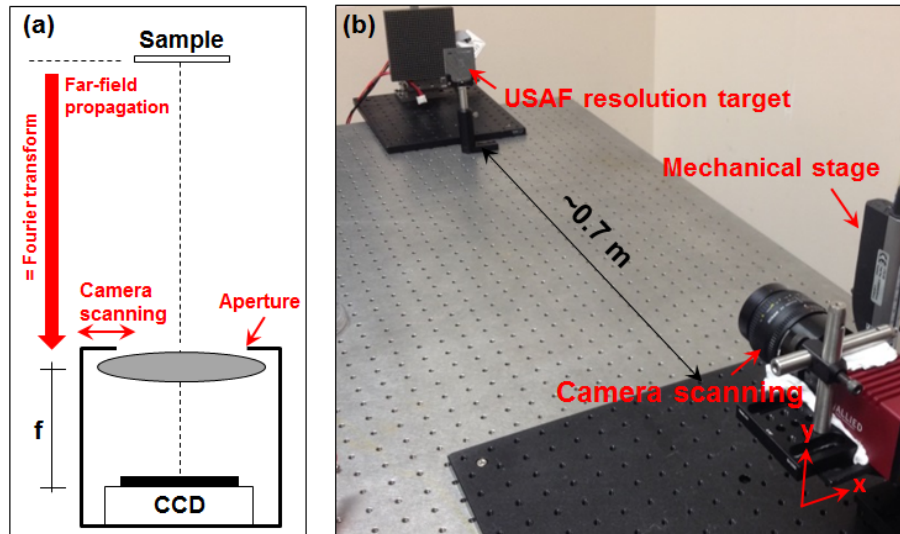 (a)
Sample
Far-field
propagation
= Fourier transform
Camera
scanning
Aperture
f
CCD
(b)
USAF resolution target
Mechanical stage
~0.7 m
Camera scanning
ALLIED
y
x